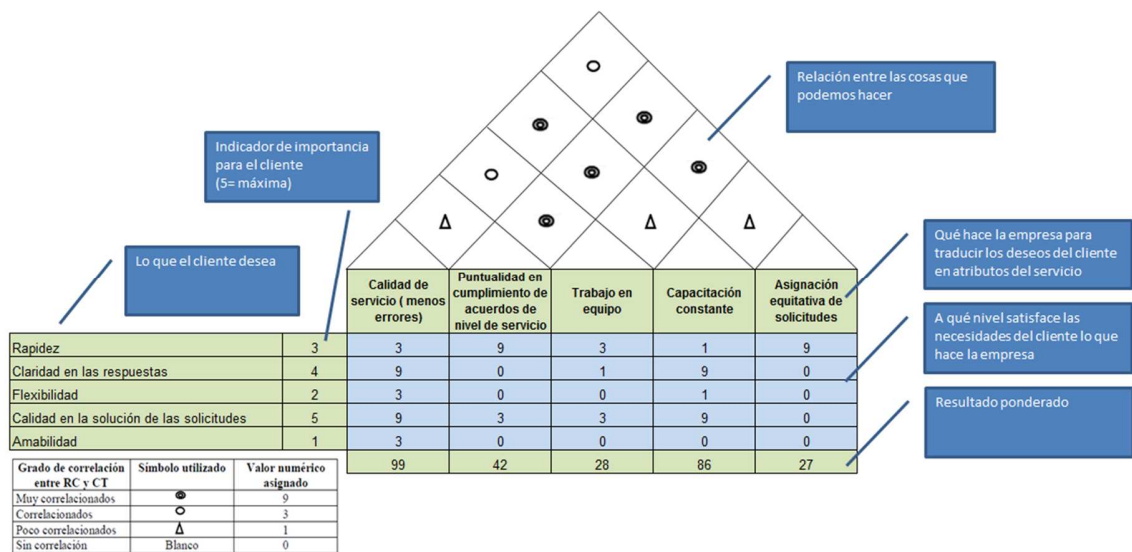 Relación entre las cosas que
podemos hacer
Indicador de importancia
para el cliente
(5= máxima)
Lo que el cliente desea
Qué hace la empresa para
traducir los deseos del cliente
en atributos del servicio
A qué nivel satisface las
necesidades del cliente lo que
hace la empresa
Resultado ponderado
Calidad de
servicio ( menos
errores)
Puntualidad en
cumplimiento de
acuerdos de
nivel de servicio
Trabajo en
equipo
Capacitación
constante
Asignación
equitativa de
solicitudes
Rapidez 3 3 9 3 1 9
Claridad en las respuestas 4 9 0 1 9 0
Flexibilidad 2 3 0 0 1 0
Calidad en la solución de las solicitudes 5 9 3 3 9 0
Amabilidad 1 3 0 0 0 0
99 42 28 86 27
Grado de correlación
entre RC y CT
Símbolo utilizado
Valor numérico
asignado
Muy correlacionados 9
Correlacionados 3
Poco correlacionados 1
Sin correlación Blanco 0